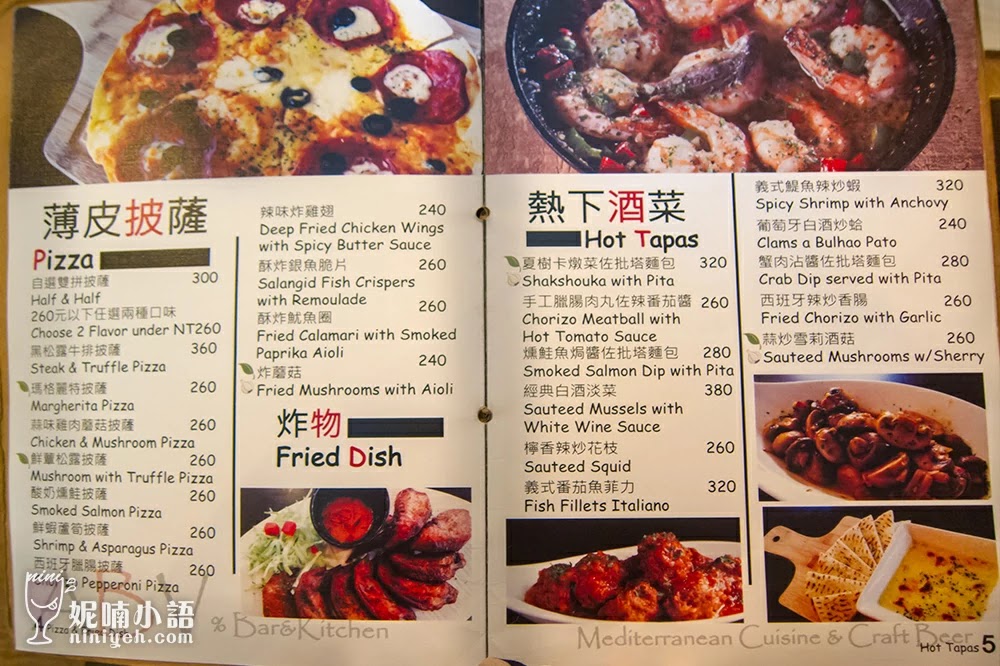 薄皮披薩
Pizza
自選雙拼披薩 300
Half & Half
260元以下任選兩種口味
Choose 2 Flavor under NT260
黑松露牛排披薩 360
Steak & Truffle Pizza
瑪格麗特披薩 260
Margherita Pizza
蒜味雞肉蘑菇披薩 260
Chicken & Mushroom Pizza
鮮蕈松露披薩 260
Mushroom with Truffle Pizza
酸奶燻鮭披薩 260
Smoked Salmon Pizza
鮮蝦蘆筍披薩 260
Shrimp & Asparagus Pizza
西班牙臘腸披薩 260
Pepperoni Pizza
辣味炸雞翅 240
Deep Fried Chicken Wings
with Spicy Butter Sauce
酥炸銀魚脆片 260
Salangid Fish Crispers
with Remoulade
酥炸魷魚圈 260
Fried Calamari with Smoked
Paprika Aioli
炸蘑菇 240
Fried Mushrooms with Aioli
炸物
Fried Dish
% Bar&Kitchen
nini
妮喃小語
niniyeh.com
熱下酒菜
Hot Tapas
夏樹卡燉菜佐批塔麵包 320
Shakshouka with Pita
手工臘腸肉丸佐辣番茄醬 260
Chorizo Meatball with
Hot Tomato Sauce
燻鮭魚焗醬佐批塔麵包 280
Smoked Salmon Dip with Pita
經典白酒淡菜 380
Sauteed Mussels with
White Wine Sauce
檸香辣炒花枝 260
Sauteed Squid
義式番茄魚菲力 320
Fish Fillets Italiano
義式鯷魚辣炒蝦 320
Spicy Shrimp with Anchovy
葡萄牙白酒炒蛤 240
Clams a Bulhao Pato
蟹肉沾醬佐批塔麵包 280
Crab Dip served with Pita
西班牙辣炒香腸 260
Fried Chorizo with Garlic
蒜炒雪莉酒菇 260
Sauteed Mushrooms w/Sherry
Mediterranean Cuisine & Craft Beer
Hot Tapas 5